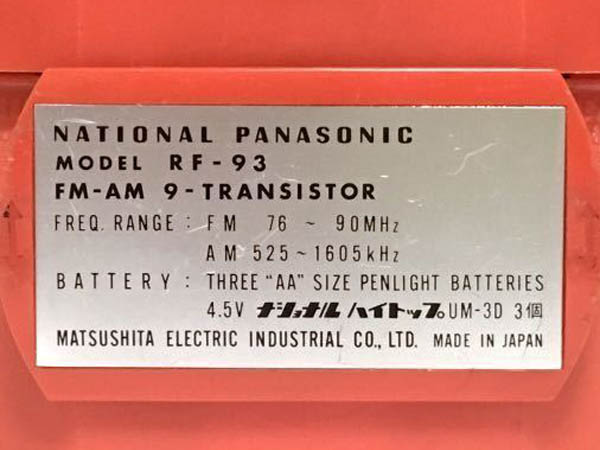 NATIONAL PANASONIC
MODEL RF-93
FM-AM 9-TRANSISTOR
FREQ. RANGE : FM 76 ~ 90MHz
AM 525~1605kHz
BATTERY : THREE "AA" SIZE PENLIGHT BATTERIES
4.5V ナショナル ハイトップ。UM-3D 3個
MATSUSHITA ELECTRIC INDUSTRIAL CO., LTD. MADE IN JAPAN